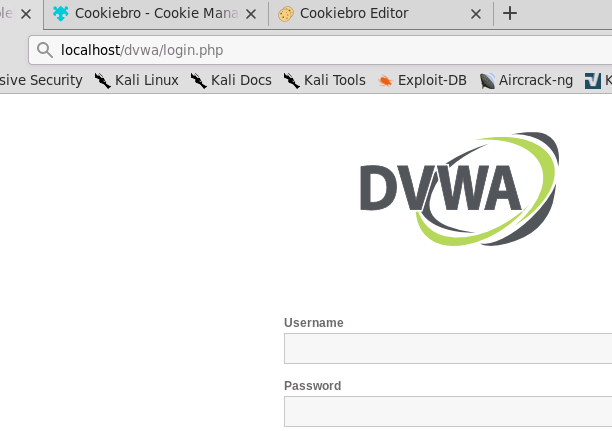 le Cookiebro - Cookie Mana Cookiebro Editor
localhost/dvwa/login.php
sive Security Kali Linux Kali Docs Kali Tools Exploit-DB Aircrack-ng K
DVWA
Username
Password